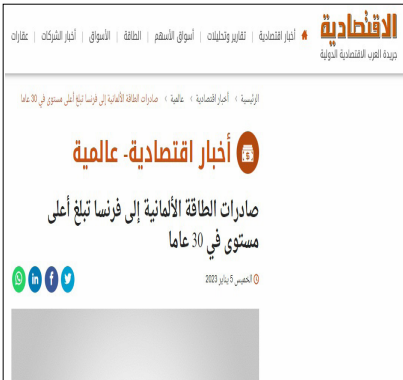 الاقتصادية
جريدة العرب الاقتصادية الدولية
أخبار اقتصادية | تقارير وتحليلات | أسواق الأسهم | الطاقة | الأسواق | أخبار الشركات | عقارات
الرئيسية > أخبار اقتصادية > عالمية > صادرات الطاقة الألمانية إلى فرنسا تبلغ أعلى مستوى في 30 عاما
أخبار اقتصادية- عالمية
صادرات الطاقة الألمانية إلى فرنسا تبلغ أعلى
مستوى في 30 عاما
الخميس 5 يناير 2023